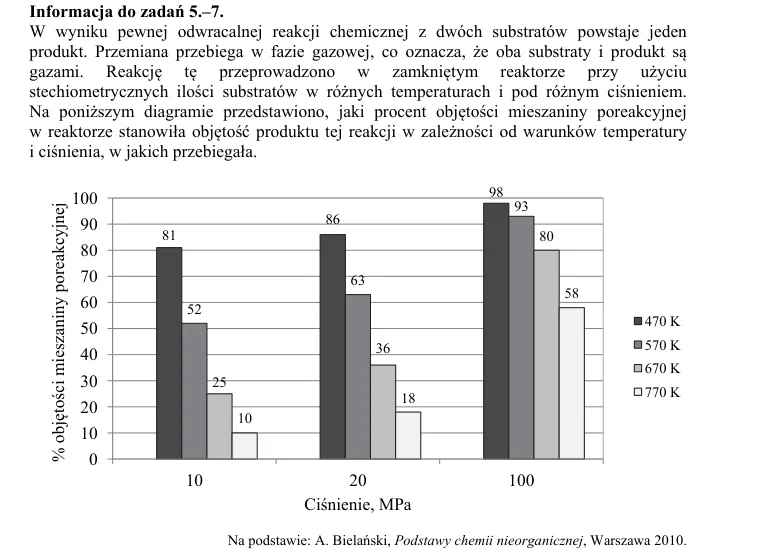 Informacja do zadań 5.–7.
W wyniku pewnej odwracalnej reakcji chemicznej z dwóch substratów powstaje jeden
produkt. Przemiana przebiega w fazie gazowej, co oznacza, że oba substraty i produkt są
gazami. Reakcję tę przeprowadzono w zamkniętym reaktorze przy użyciu
stechiometrycznych ilości substratów w różnych temperaturach i pod różnym ciśnieniem.
Na poniższym diagramie przedstawiono, jaki procent objętości mieszaniny poreakcyjnej
w reaktorze stanowiła objętość produktu tej reakcji w zależności od warunków temperatury
i ciśnienia, w jakich przebiegała.
% objętości mieszaniny poreakcyjnej
100
90
80
70
60
50
40
30
20
10
0
81
52
25
10
86
63
36
18
98
93
80
58
10
20
100
Ciśnienie, MPa
470 K
570 K
670 K
770 K
Na podstawie: A. Bielański, Podstawy chemii nieorganicznej, Warszawa 2010.